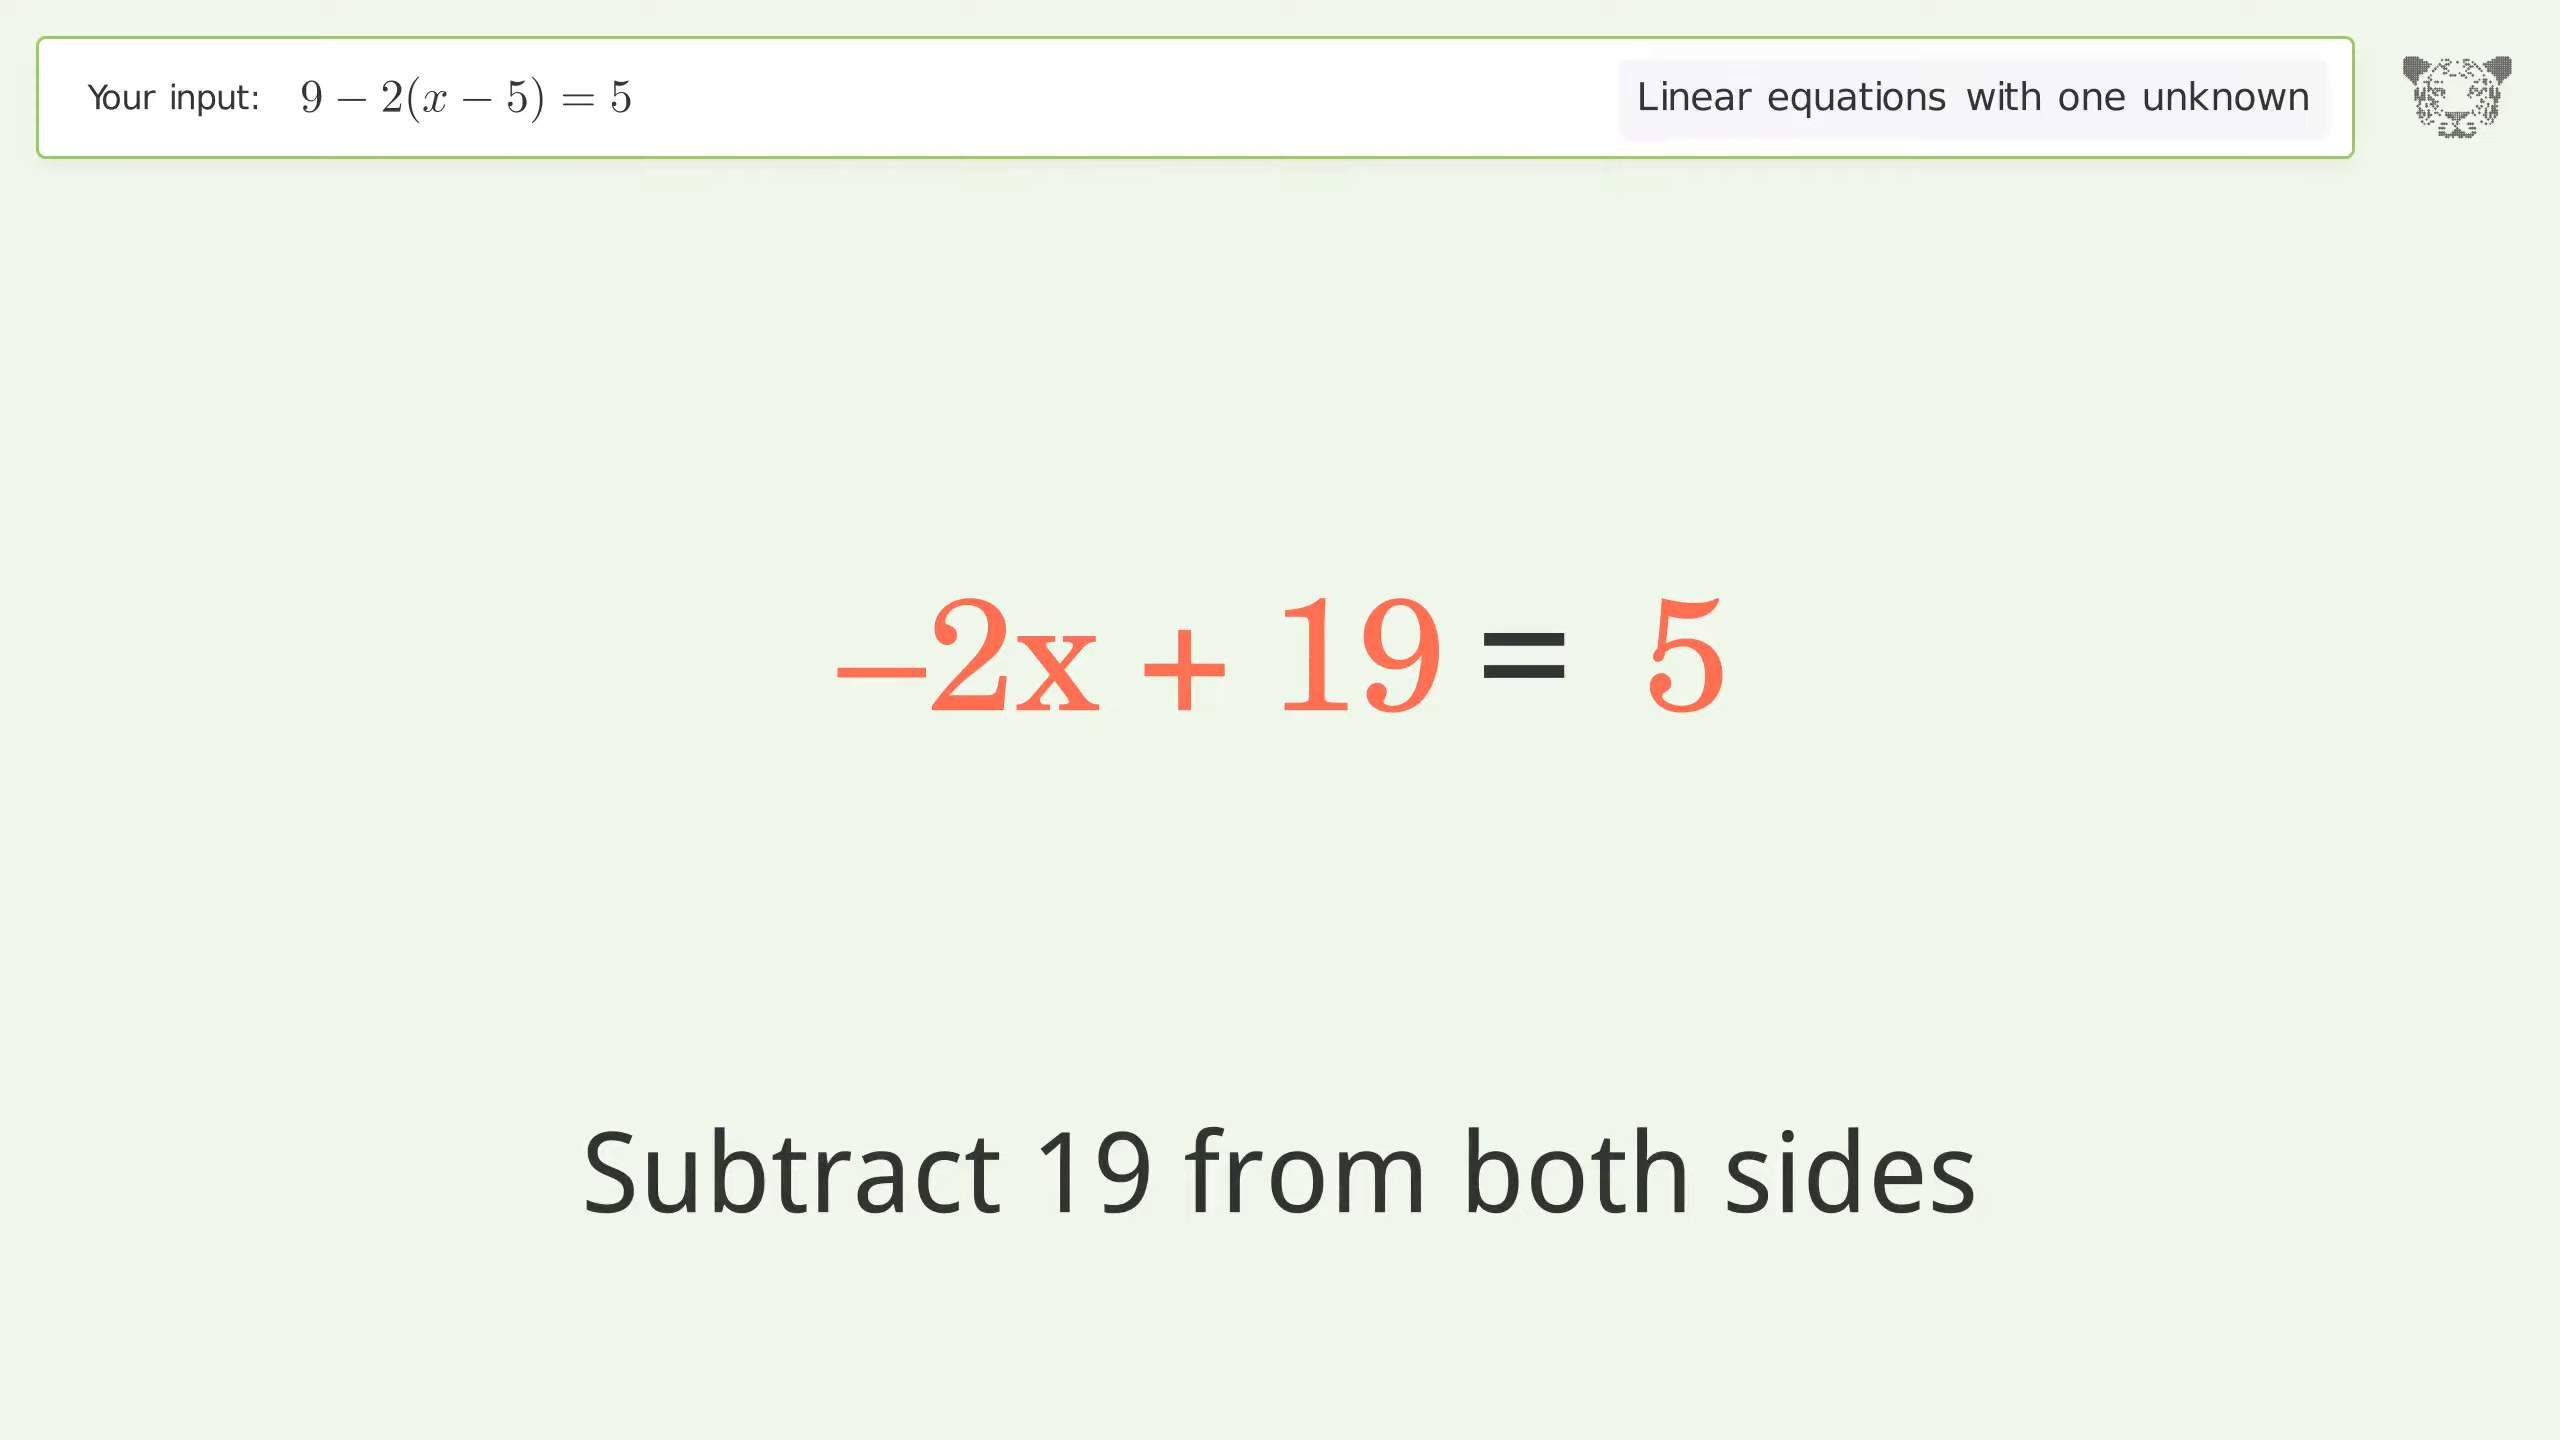 Your input: 9 − 2(x − 5) = 5
Linear equations with one unknown
−2x + 19 = 5
Subtract 19 from both sides